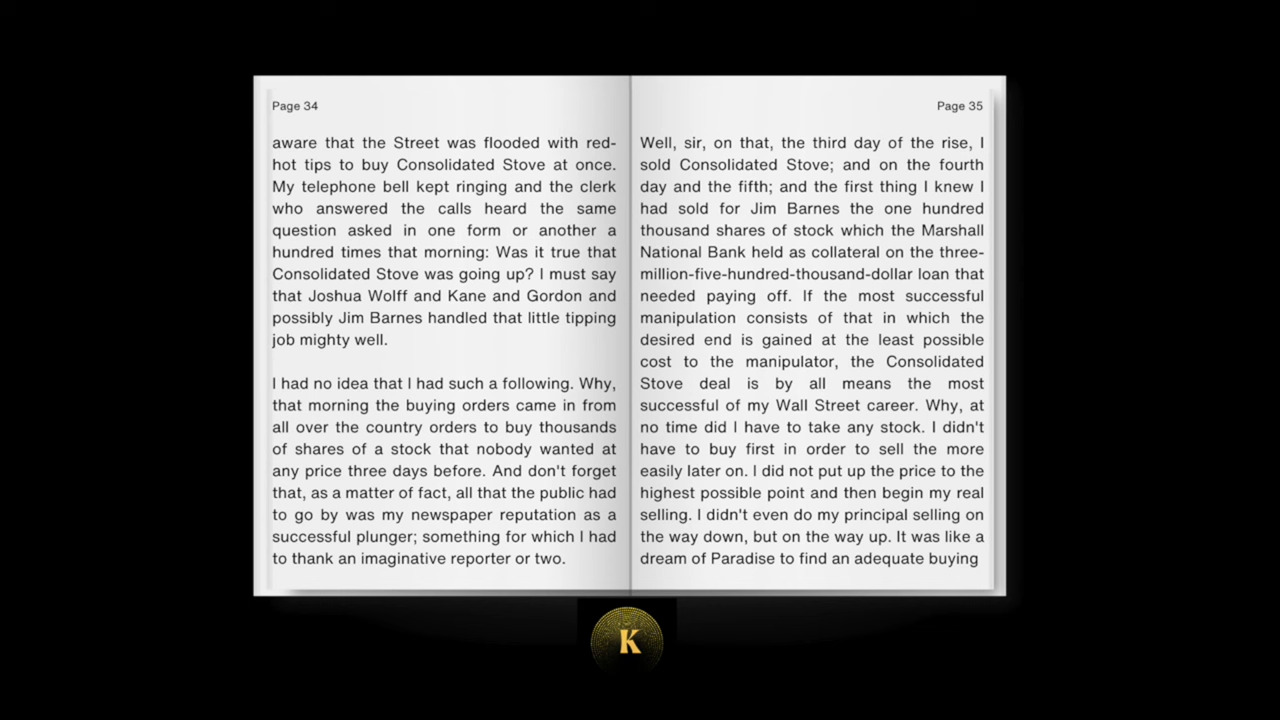 Page 34
aware that the Street was flooded with red-
hot tips to buy Consolidated Stove at once.
My telephone bell kept ringing and the clerk
who answered the calls heard the same
question asked in one form or another a
hundred times that morning: Was it true that
Consolidated Stove was going up? I must say
that Joshua Wolff and Kane and Gordon and
possibly Jim Barnes handled that little tipping
job mighty well.
I had no idea that I had such a following. Why,
that morning the buying orders came in from
all over the country orders to buy thousands
of shares of a stock that nobody wanted at
any price three days before. And don't forget
that, as a matter of fact, all that the public had
to go by was my newspaper reputation as a
successful plunger; something for which I had
to thank an imaginative reporter or two.
Page 35
Well, sir, on that, the third day of the rise, I
sold Consolidated Stove; and on the fourth
day and the fifth; and the first thing I knew I
had sold for Jim Barnes the one hundred
thousand shares of stock which the Marshall
National Bank held as collateral on the three-
million-five-hundred-thousand-dollar loan that
needed paying off. If the most successful
manipulation consists of that in which the
desired end is gained at the least possible
cost to the manipulator, the Consolidated
Stove deal is by all means the most
successful of my Wall Street career. Why, at
no time did I have to take any stock. I didn't
have to buy first in order to sell the more
easily later on. I did not put up the price to the
highest possible point and then begin my real
selling. I didn't even do my principal selling on
the way down, but on the way up. It was like a
dream of Paradise to find an adequate buying
K